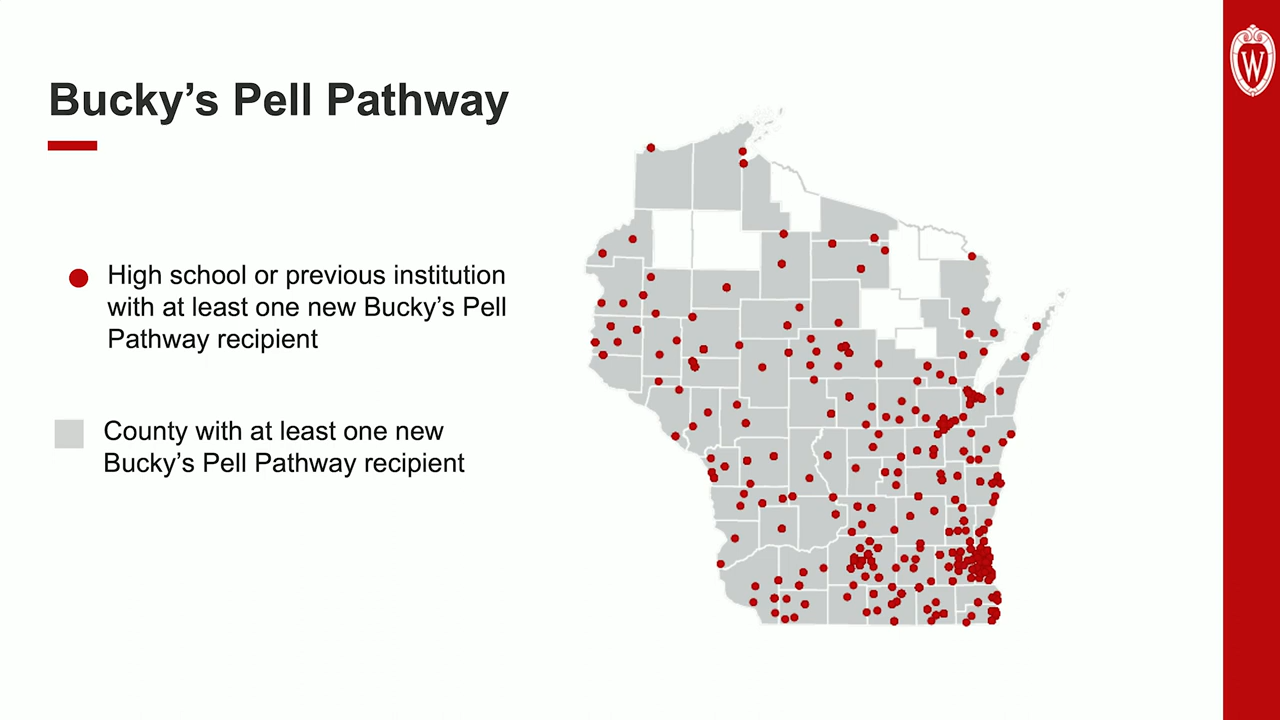 Bucky’s Pell Pathway
High school or previous institution
with at least one new Bucky’s Pell
Pathway recipient
County with at least one new
Bucky’s Pell Pathway recipient
W